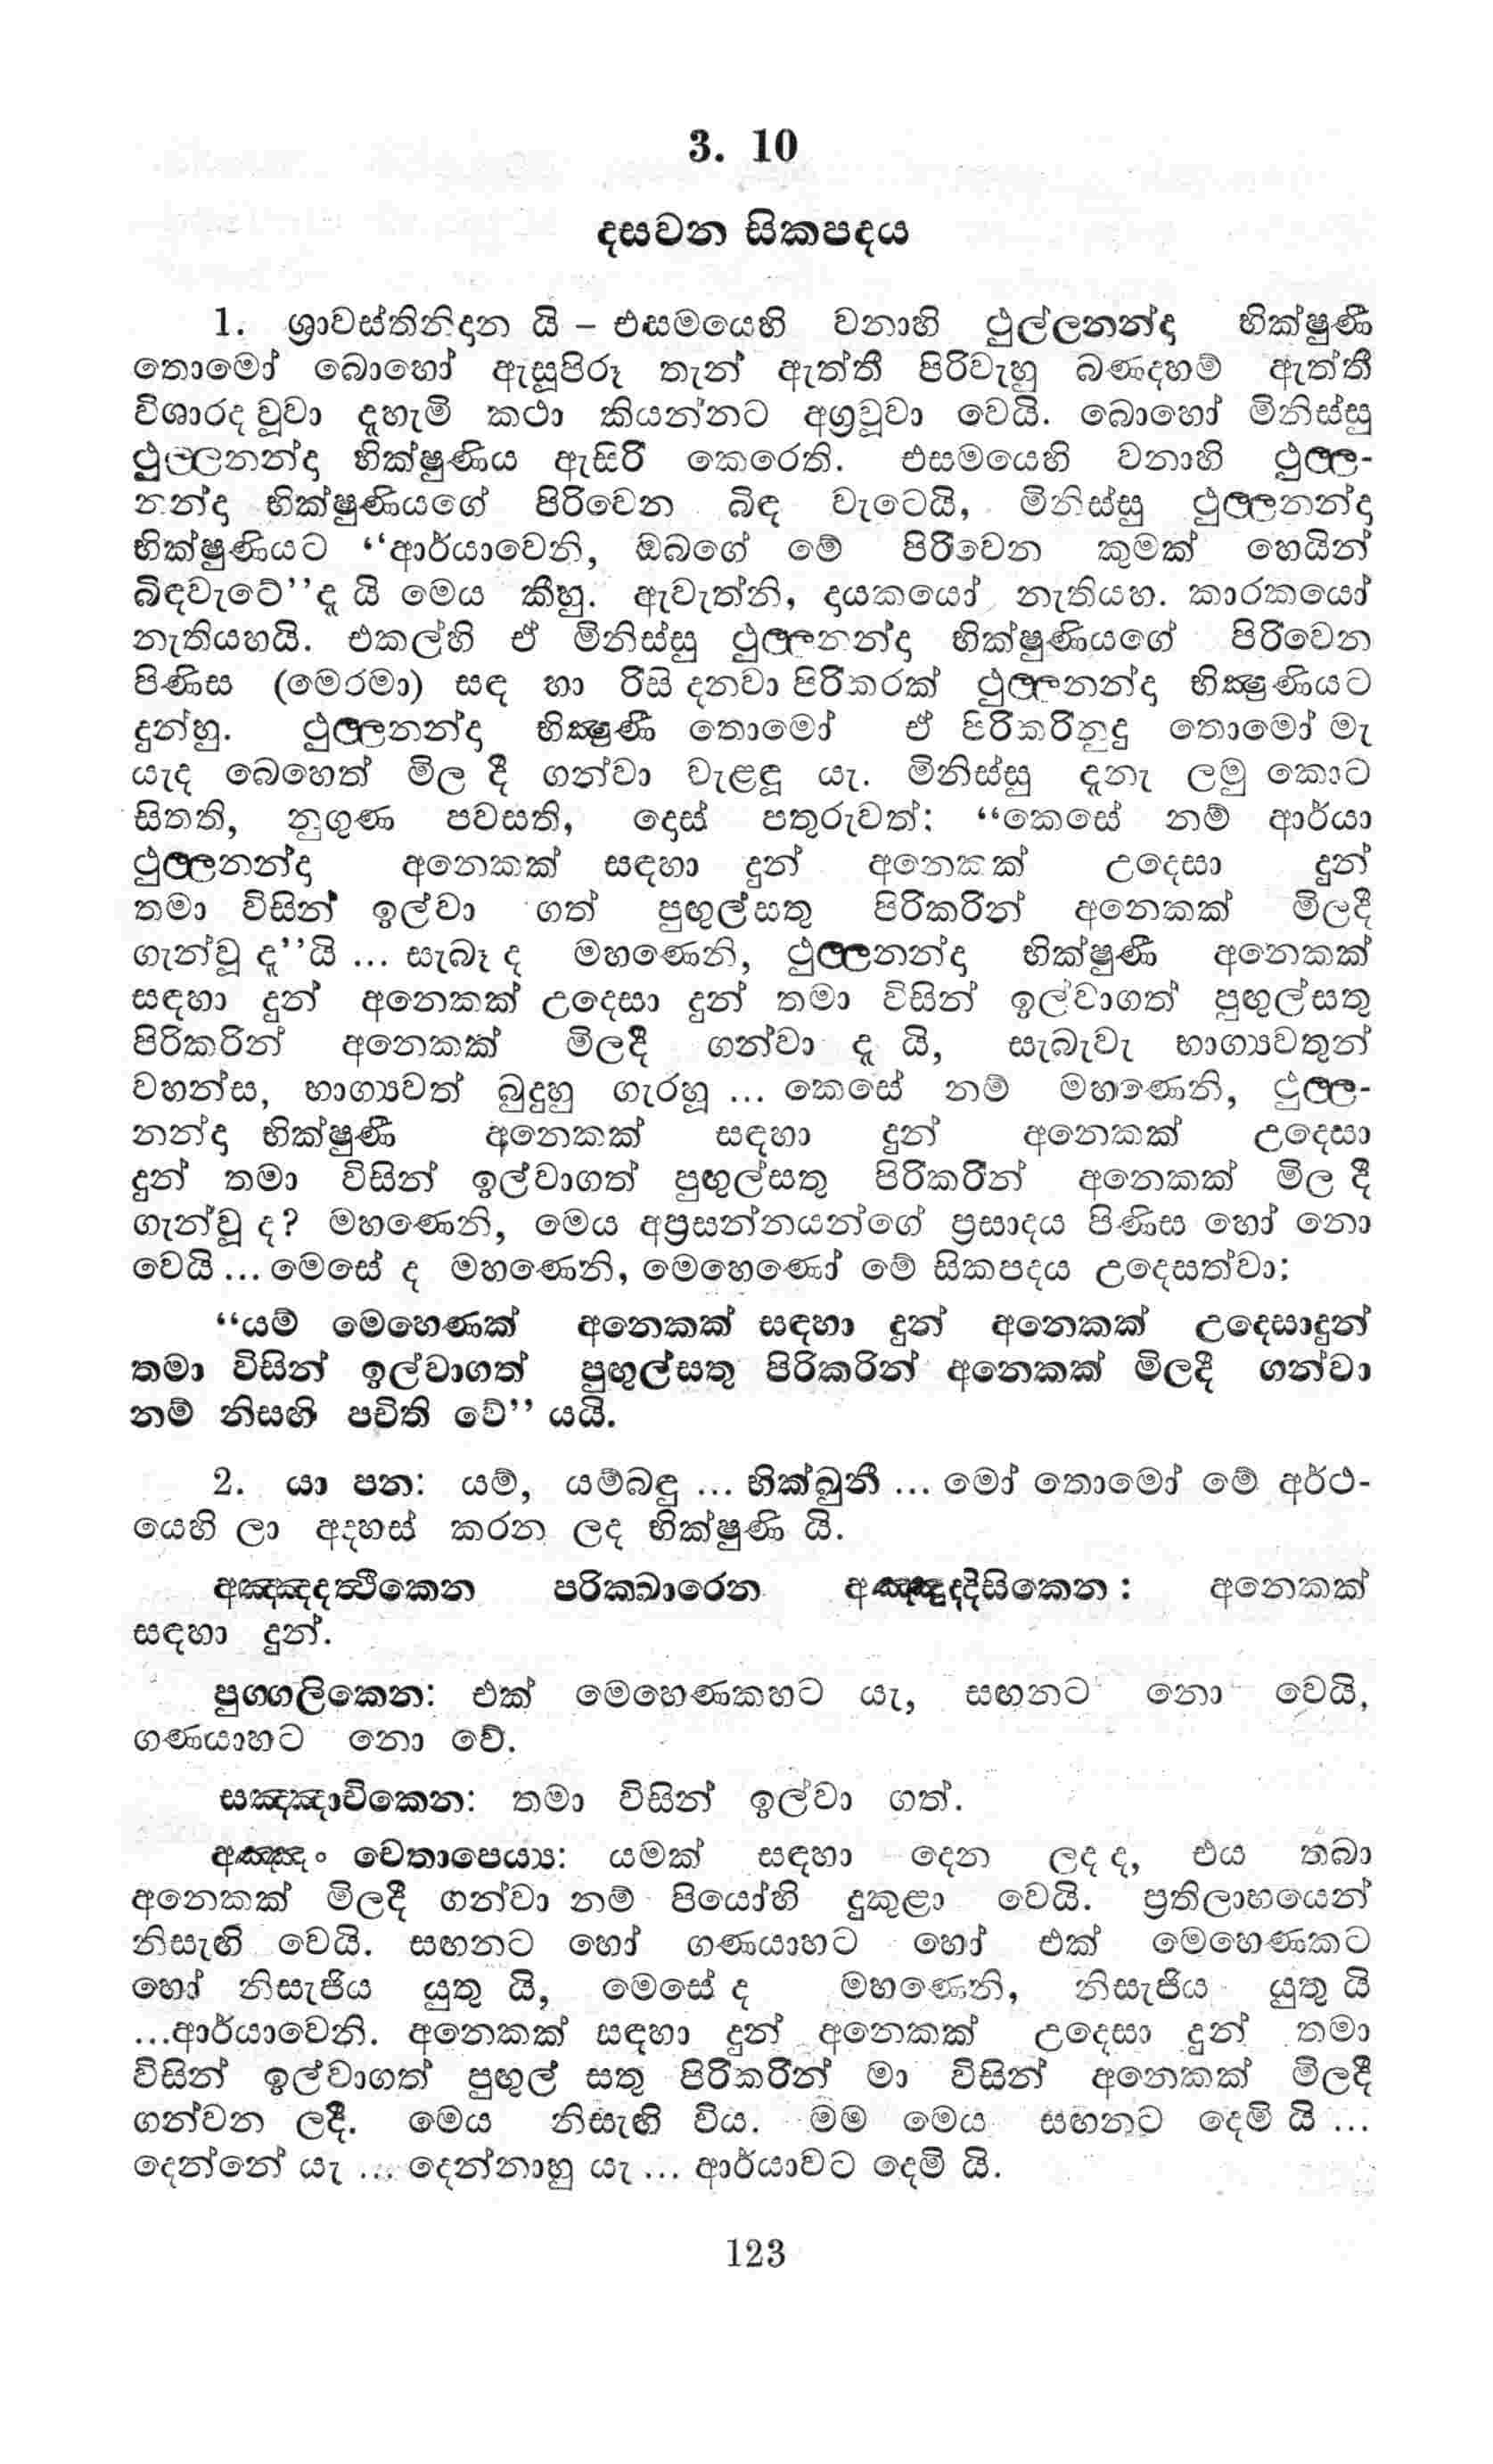 3. 10
දසවන සිකපදය
1. ශ්‍රාවස්තිනිදාන යි – එසමයෙහි වනාහි ථුල්ලනන්දා භික්ෂුණී
තොමෝ බොහෝ ඇසූපිරූ තැන් ඇත්තී පිරිවැහූ බණදහම් ඇත්තී
විශාරද වූවා දැහැමි කථා කියන්නට අග්‍රවූවා වෙයි. බොහෝ මිනිස්සු
ථුල්ලනන්දා භික්ෂුණිය ඇසිරි කෙරෙති. එසමයෙහි වනාහි ථුල්ල-
නන්දා භික්ෂුණියගේ පිරිවෙන බිඳ වැටෙයි, මිනිස්සු ථුල්ලනන්දා
භික්ෂුණියට “ආර්යාවෙනි, ඔබගේ මේ පිරිවෙන කුමක් හෙයින්
බිඳවැටේ”ද යි මෙය කීහු. ඇවැත්නි, දායකයෝ නැතියහ. කාරකයෝ
නැතියහයි. එකල්හි ඒ මිනිස්සු ථුල්ලනන්දා භික්ෂුණියගේ පිරිවෙන
පිණිස (මෙරමා) සඳ හා රිසි දනවා පිරිකරක් ථුල්ලනන්දා භික්‍ෂුණියට
දුන්හු. ථුල්ලනන්දා භික්‍ෂුණී තොමෝ ඒ පිරිකරිනුදු තොමෝ මැ
යැද බෙහෙත් මිල දී ගන්වා වැළඳූ යැ. මිනිස්සු දැනැ ලමු කොට
සිතති, නුගුණ පවසති, දොස් පතුරුවත්: “කෙසේ නම් ආර්යා
ථුල්ලනන්දා අනෙකක් සඳහා දුන් අනෙකක් උදෙසා දුන්
තමා විසින් ඉල්වා ගත් පුඟුල්සතු පිරිකරින් අනෙකක් මිලදී
ගැන්වූ ද”යි ... සැබෑ ද මහණෙනි, ථුල්ලනන්දා භික්ෂුණී අනෙකක්
සඳහා දුන් අනෙකක් උදෙසා දුන් තමා විසින් ඉල්වාගත් පුඟුල්සතු
පිරිකරින් අනෙකක් මිලදී ගන්වා ද යි, සැබැවැ භාග්‍යවතුන්
වහන්ස, භාග්‍යවත් බුදුහු ගැරහූ ... කෙසේ නම් මහණෙනි, ථුල්ල-
නන්දා භික්ෂුණී අනෙකක් සඳහා දුන් අනෙකක් උදෙසා
දුන් තමා විසින් ඉල්වාගත් පුඟුල්සතු පිරිකරින් අනෙකක් මිල දී
ගැන්වූ ද? මහණෙනි, මෙය අප්‍රසන්නයන්ගේ ප්‍රසාදය පිණිස හෝ නො
වෙයි ... මෙසේ ද මහණෙනි, මෙහෙණෝ මේ සිකපදය උදෙසත්වා:
“යම් මෙහෙණක් අනෙකක් සඳහා දුන් අනෙකක් උදෙසාදුන්
තමා විසින් ඉල්වාගත් පුඟුල්සතු පිරිකරින් අනෙකක් මිලදී ගන්වා
නම් නිසඟි පචිති වේ” යයි.
2. යා පන: යම්, යම්බඳු ... භික්ඛුනී ... මෝ තොමෝ මේ අර්ථ-
යෙහි ලා අදහස් කරන ලද භික්ෂුණි යි.
අඤ්ඤදත්ථිකෙන පරික්ඛාරෙන අඤ්ඤුද්දිසිකෙන: අනෙකක්
සඳහා දුන්.
පුග්ගලිකෙන: එක් මෙහෙණකහට යැ, සඟනට නො වෙයි,
ගණයාහට නො වේ.
සඤ්ඤාචිකෙන: තමා විසින් ඉල්වා ගත්.
අඤ්ඤං චෙතාපෙය්‍ය: යමක් සඳහා දෙන ලද ද, එය තබා
අනෙකක් මිලදී ගන්වා නම් පියෝහි දුකුළා වෙයි. ප්‍රතිලාභයෙන්
නිසැඟි වෙයි. සඟනට හෝ ගණයාහට හෝ එක් මෙහෙණකට
හෝ නිසැජිය යුතු යි, මෙසේ ද මහණෙනි, නිසැජිය යුතු යි
...ආර්යාවෙනි. අනෙකක් සඳහා දුන් අනෙකක් උදෙසා දුන් තමා
විසින් ඉල්වාගත් පුඟුල් සතු පිරිකරින් මා විසින් අනෙකක් මිලදී
ගන්වන ලදී. මෙය නිසැඟි විය. මම මෙය සඟනට දෙමි යි ...
දෙන්නේ යැ ... දෙන්නාහු යැ ... ආර්යාවට දෙමි යි.
123